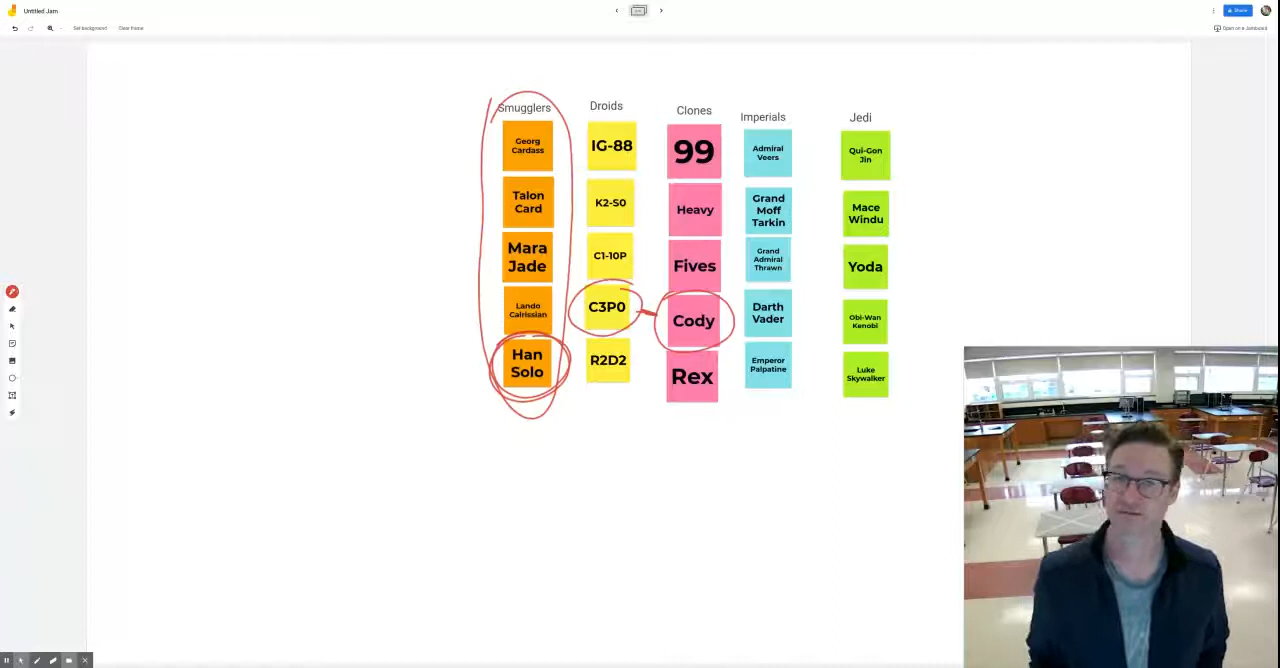 Untitled Jam
Share
Set background
Clear frame
Open on a Jamboard
Smugglers
Droids
Clones
Imperials
Jedi
Georg
Cardass
Talon
Card
Mara
Jade
Lando
Calrissian
Han
Solo
IG-88
K2-S0
C1-10P
C3P0
R2D2
99
Heavy
Fives
Cody
Rex
Admiral
Veers
Grand
Moff
Tarkin
Grand
Admiral
Thrawn
Darth
Vader
Emperor
Palpatine
Qui-Gon
Jin
Mace
Windu
Yoda
Obi-Wan
Kenobi
Luke
Skywalker